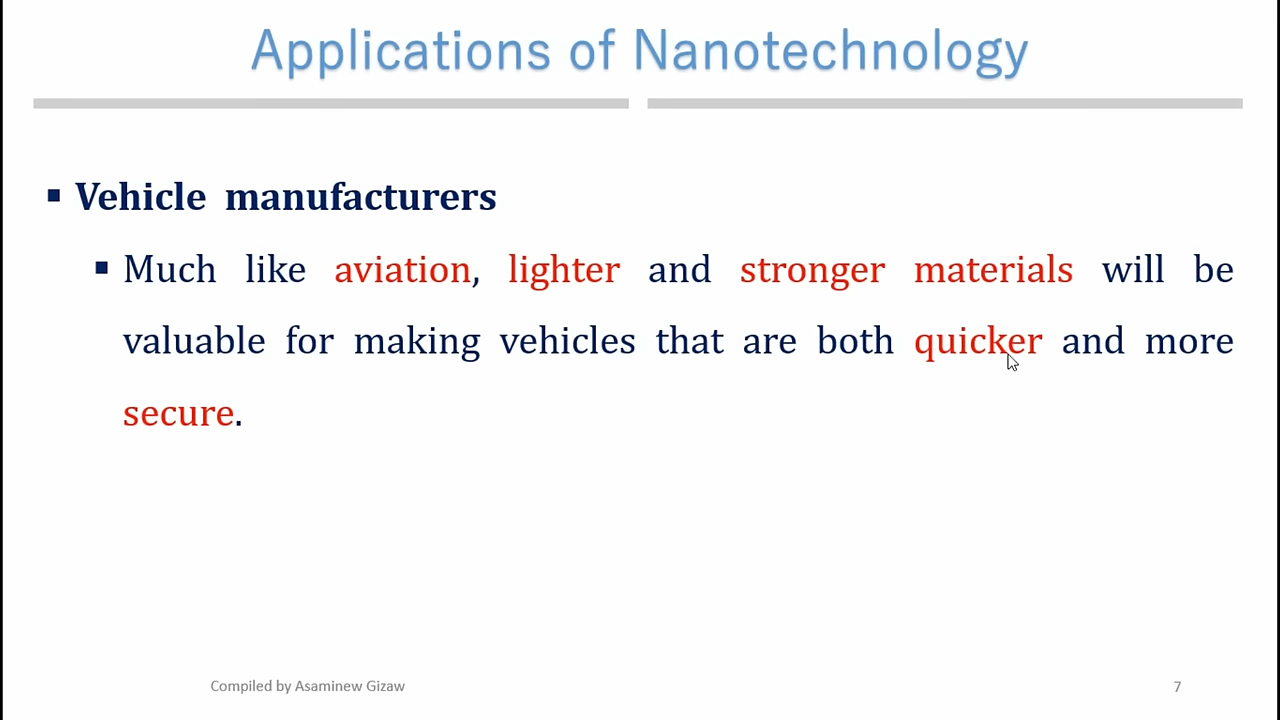 Applications of Nanotechnology
▪ Vehicle manufacturers
▪ Much like aviation, lighter and stronger materials will be
valuable for making vehicles that are both quicker and more
secure.
Compiled by Asaminew Gizaw
7